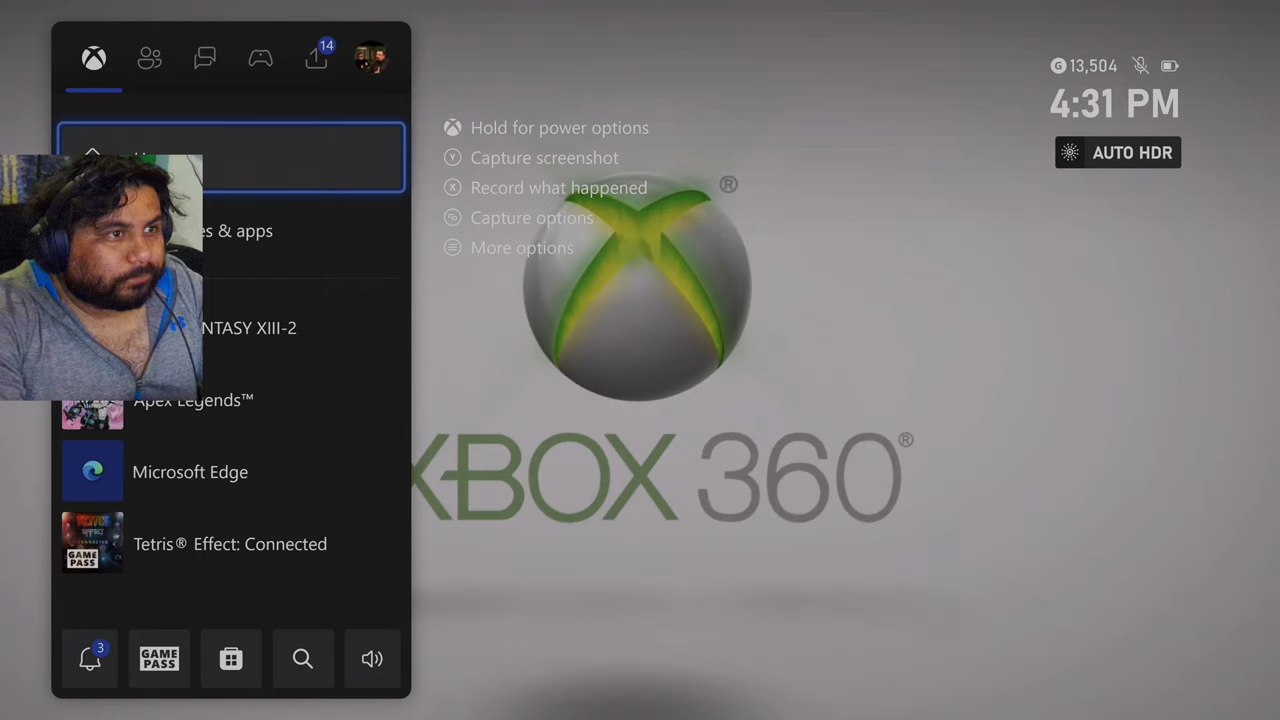 14
es & apps
NTASY XIII-2
Apex Legends™
Microsoft Edge
GAME
PASS
Tetris® Effect: Connected
3
GAME
PASS
Hold for power options
Y Capture screenshot
X Record what happened
Capture options
More options
G 13,504
4:31 PM
AUTO HDR
®
XBOX 360®